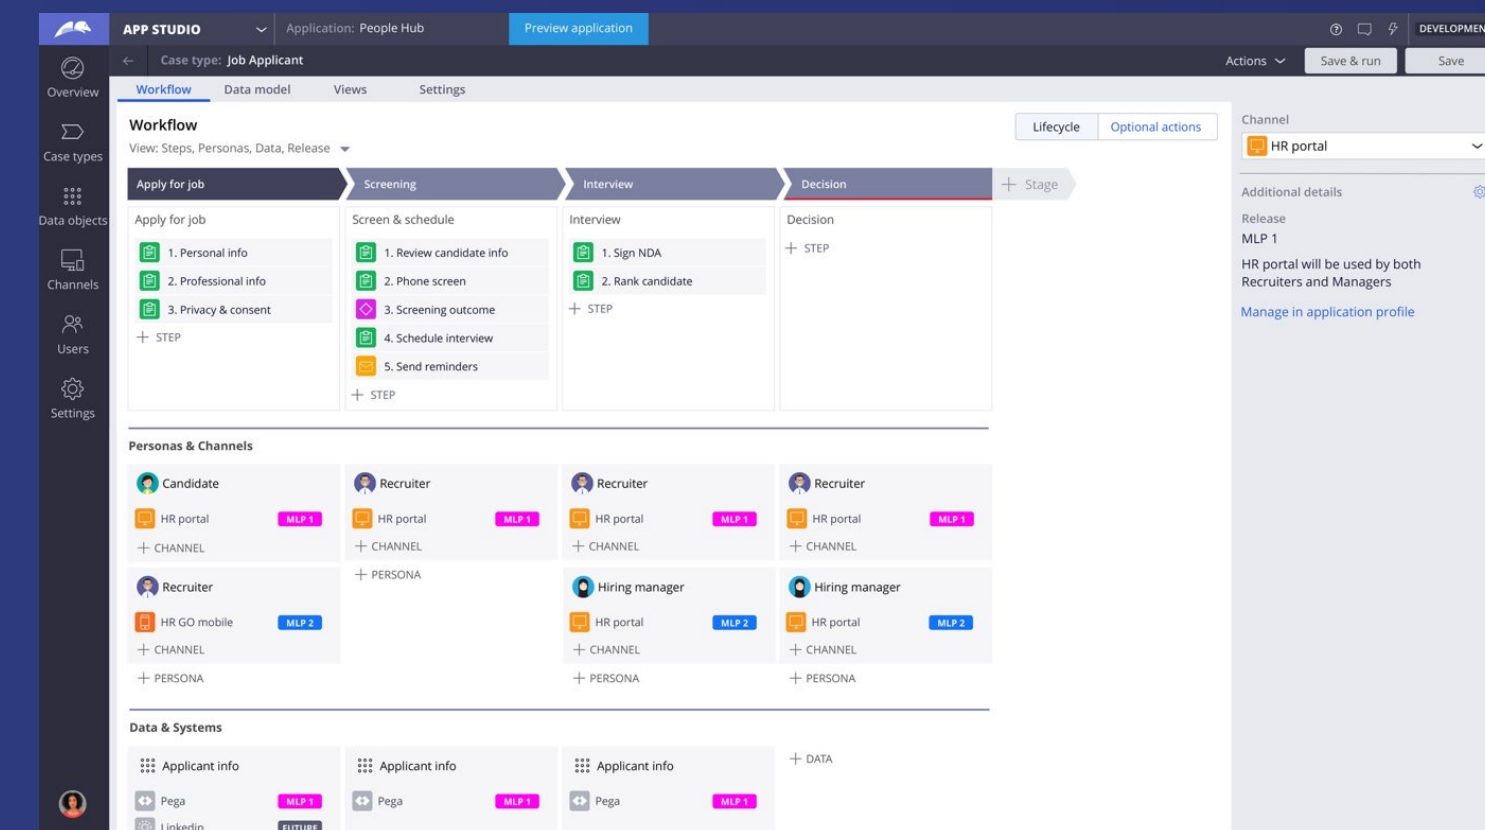 APP STUDIO
Application: People Hub
Preview application
Case type: Job Applicant
Actions
Save & run
Save
Overview
Case types
Data objects
Channels
Users
Settings
Workflow
Data model
Views
Settings
Workflow
View: Steps, Personas, Data, Release
Lifecycle
Optional actions
Apply for job
Screening
Interview
Decision
+ Stage
Apply for job
1. Personal info
2. Professional info
3. Privacy & consent
+ STEP
Screen & schedule
1. Review candidate info
2. Phone screen
3. Screening outcome
4. Schedule interview
5. Send reminders
+ STEP
Interview
1. Sign NDA
2. Rank candidate
+ STEP
Decision
+ STEP
Personas & Channels
Candidate
HR portal MLP 1
+ CHANNEL
Recruiter
HR GO mobile MLP 2
+ CHANNEL
+ PERSONA
Recruiter
HR portal MLP 1
+ CHANNEL
+ PERSONA
Recruiter
HR portal MLP 1
+ CHANNEL
Hiring manager
HR portal MLP 2
+ CHANNEL
+ PERSONA
Recruiter
HR portal MLP 1
+ CHANNEL
Hiring manager
HR portal MLP 2
+ CHANNEL
+ PERSONA
Data & Systems
Applicant info
Pega MLP 1
Linkedin FUTURE
Applicant info
Pega MLP 1
Applicant info
Pega MLP 1
+ DATA
DEVELOPMEN
Channel
HR portal
Additional details
Release
MLP 1
HR portal will be used by both
Recruiters and Managers
Manage in application profile